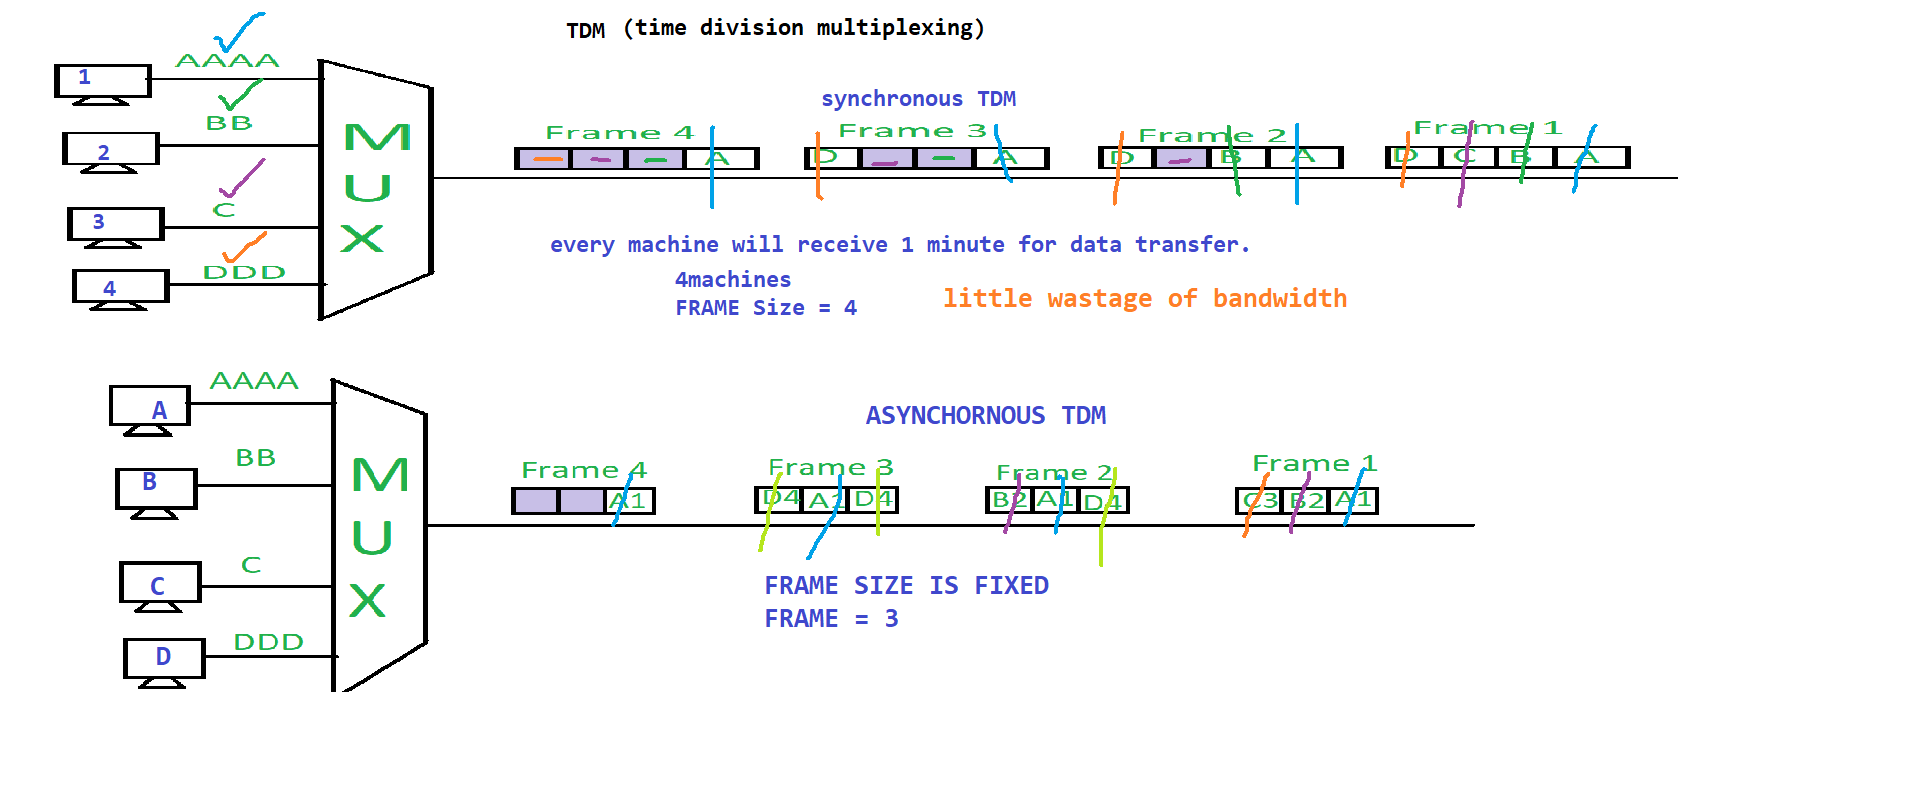 TDM (time division multiplexing)
AAAA
1
synchronous TDM
BB
2
MUX
Frame 4 Frame 3 Frame 2 Frame 1
– – – A D – – A D – B A D C B A
C
3
every machine will receive 1 minute for data transfer.
DDD
4
4machines
FRAME Size = 4
little wastage of bandwidth
AAAA
A
ASYNCHORNOUS TDM
BB
B
MUX
Frame 4 Frame 3 Frame 2 Frame 1
A1 D4 A1 D4 B2 A1 D4 C3 B2 A1
C
C
FRAME SIZE IS FIXED
FRAME = 3
DDD
D